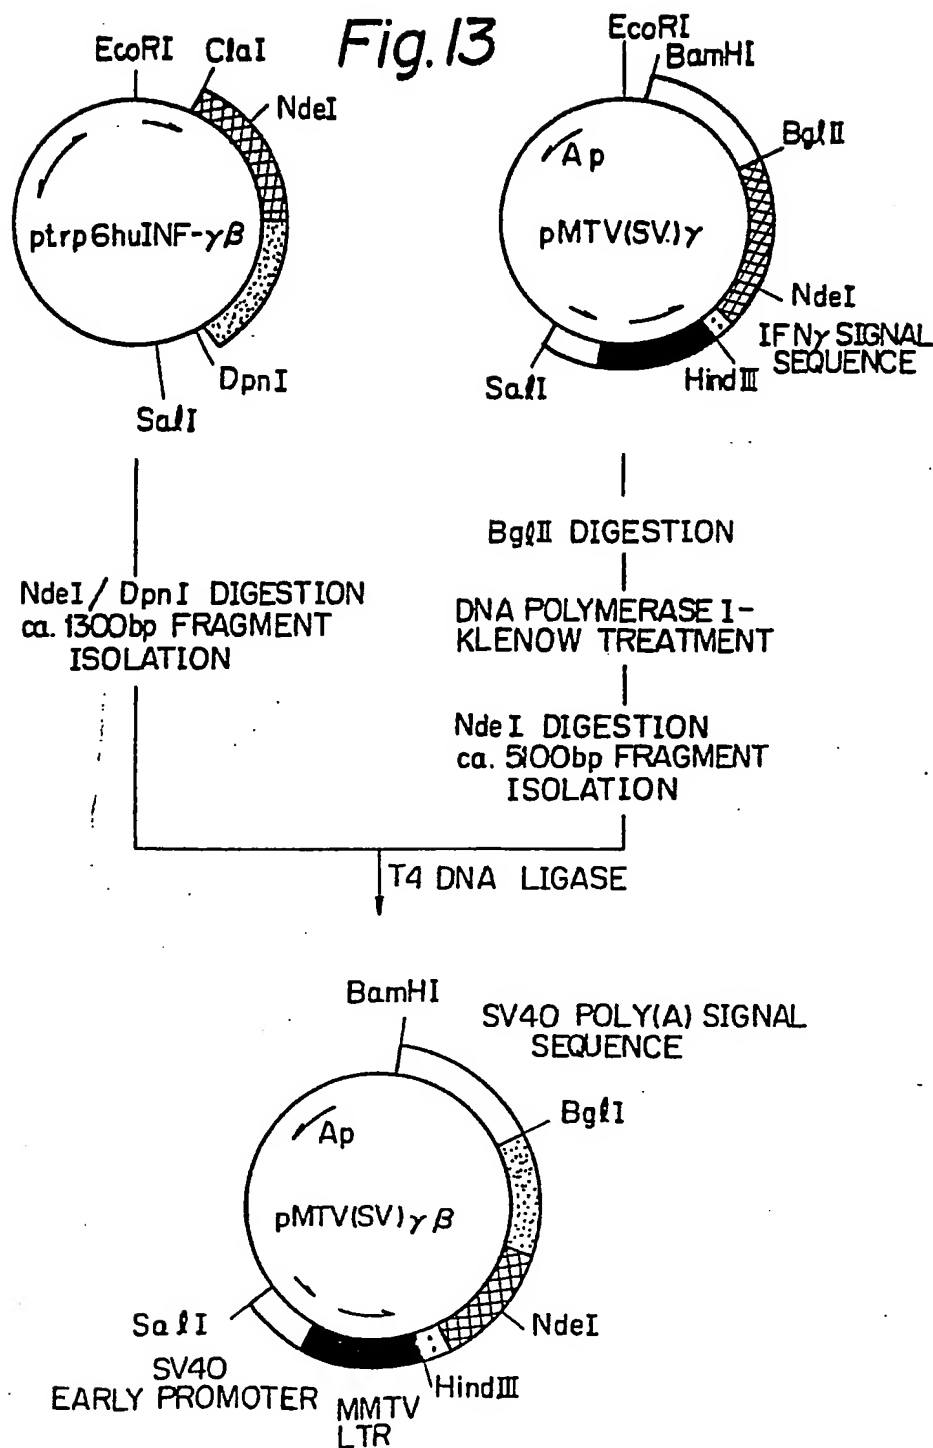 Fig. 13
EcoRI
ClaI
NdeI
ptrp6huINF-γβ
DpnI
SalI
EcoRI
BamHI
BglII
Ap
pMTV(SV.)γ
NdeI
IFNγ SIGNAL
SEQUENCE
HindIII
SalI
NdeI / DpnI DIGESTION
ca. 1300bp FRAGMENT
ISOLATION
BglII DIGESTION
DNA POLYMERASE I-
KLENOW TREATMENT
NdeI DIGESTION
ca. 5100bp FRAGMENT
ISOLATION
T4 DNA LIGASE
BamHI
SV40 POLY(A) SIGNAL
SEQUENCE
BglI
Ap
pMTV(SV)γβ
NdeI
SalI
SV40
EARLY PROMOTER
HindIII
MMTV
LTR